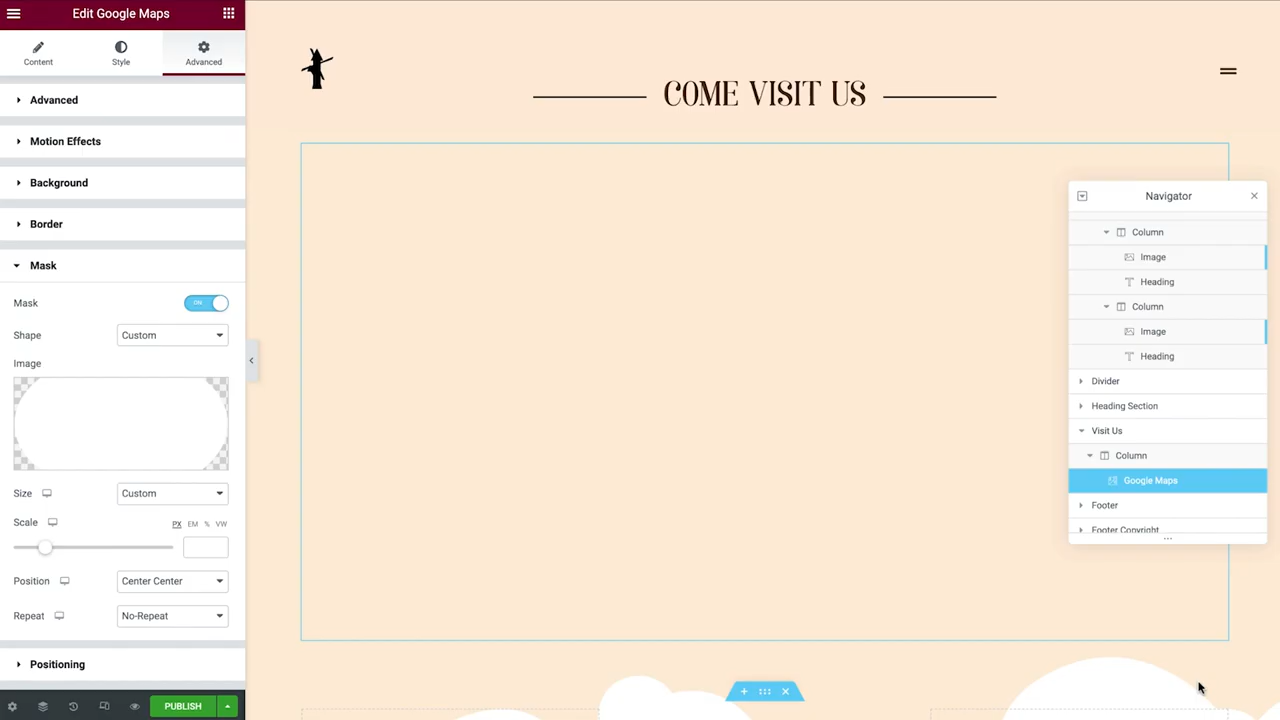 Edit Google Maps
Content
Style
Advanced
Advanced
Motion Effects
Background
Border
Mask
Mask
ON
Shape
Custom
Image
Size
Custom
Scale
PX EM % VW
Position
Center Center
Repeat
No-Repeat
Positioning
PUBLISH
COME VISIT US
Navigator
Column
Image
Heading
Column
Image
Heading
Divider
Heading Section
Visit Us
Column
Google Maps
Footer
Footer Copyright